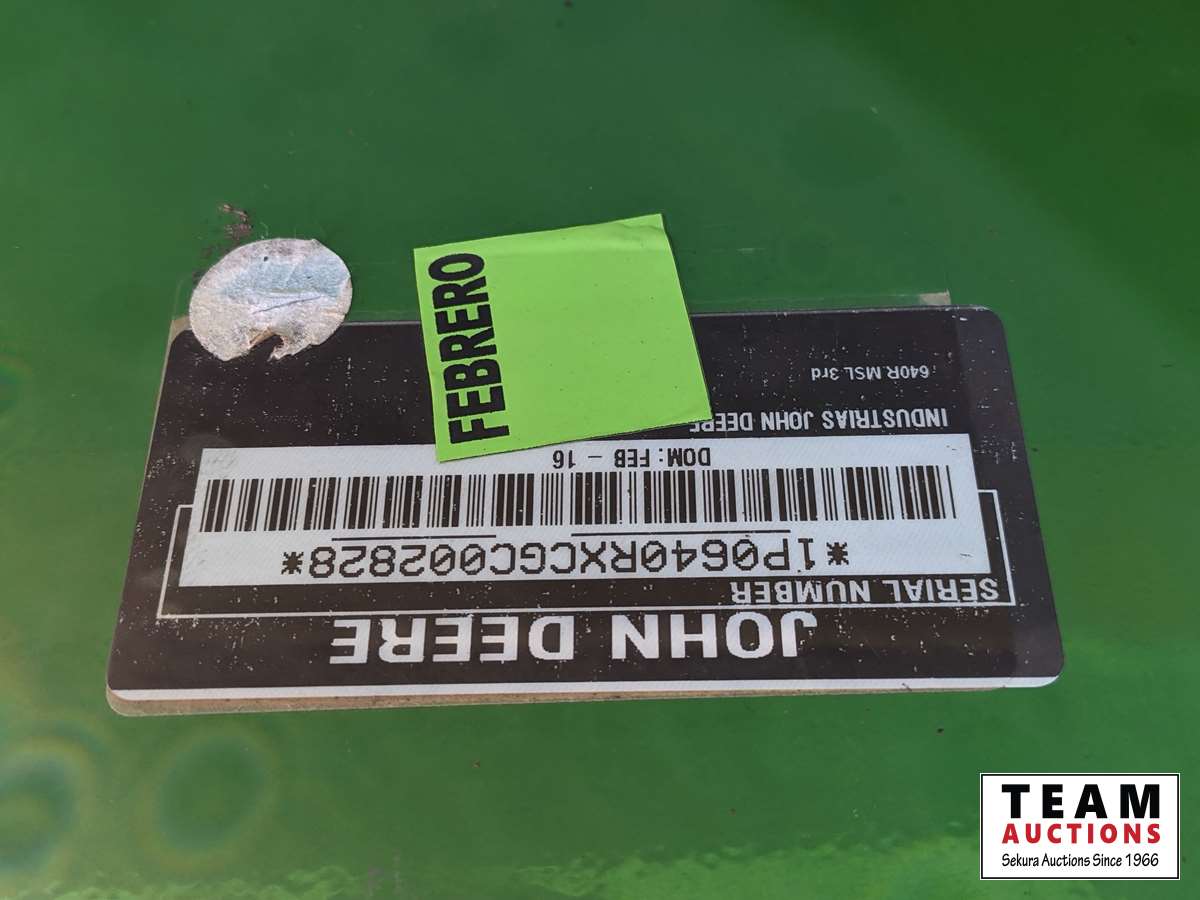 JOHN DEERE
SERIAL NUMBER
*1P0640RXCGC002828*
DOM: FEB - 16
INDUSTRIAS JOHN DEERE
640R MSL 3rd
FEBRERO
TEAM
AUCTIONS
Sekura Auctions Since 1966